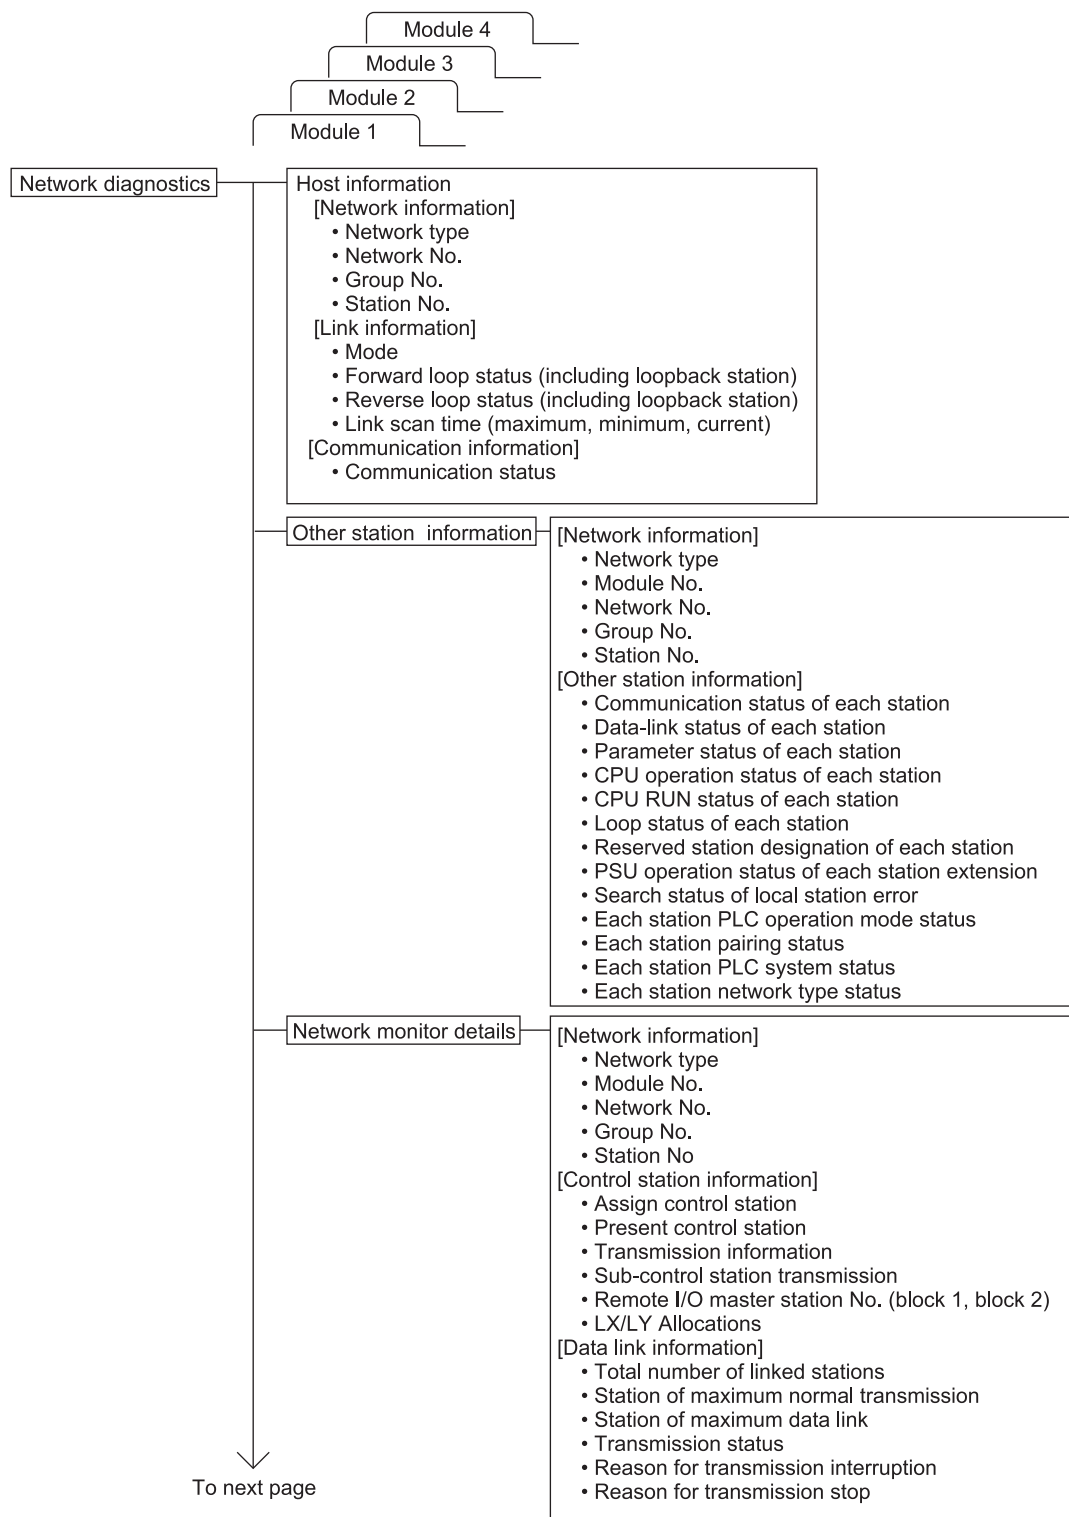 Module 4
Module 3
Module 2
Module 1
Network diagnostics
Host information
[Network information]
• Network type
• Network No.
• Group No.
• Station No.
[Link information]
• Mode
• Forward loop status (including loopback station)
• Reverse loop status (including loopback station)
• Link scan time (maximum, minimum, current)
[Communication information]
• Communication status
Other station information
[Network information]
• Network type
• Module No.
• Network No.
• Group No.
• Station No.
[Other station information]
• Communication status of each station
• Data-link status of each station
• Parameter status of each station
• CPU operation status of each station
• CPU RUN status of each station
• Loop status of each station
• Reserved station designation of each station
• PSU operation status of each station extension
• Search status of local station error
• Each station PLC operation mode status
• Each station pairing status
• Each station PLC system status
• Each station network type status
Network monitor details
[Network information]
• Network type
• Module No.
• Network No.
• Group No.
• Station No
[Control station information]
• Assign control station
• Present control station
• Transmission information
• Sub-control station transmission
• Remote I/O master station No. (block 1, block 2)
• LX/LY Allocations
[Data link information]
• Total number of linked stations
• Station of maximum normal transmission
• Station of maximum data link
• Transmission status
• Reason for transmission interruption
• Reason for transmission stop
To next page